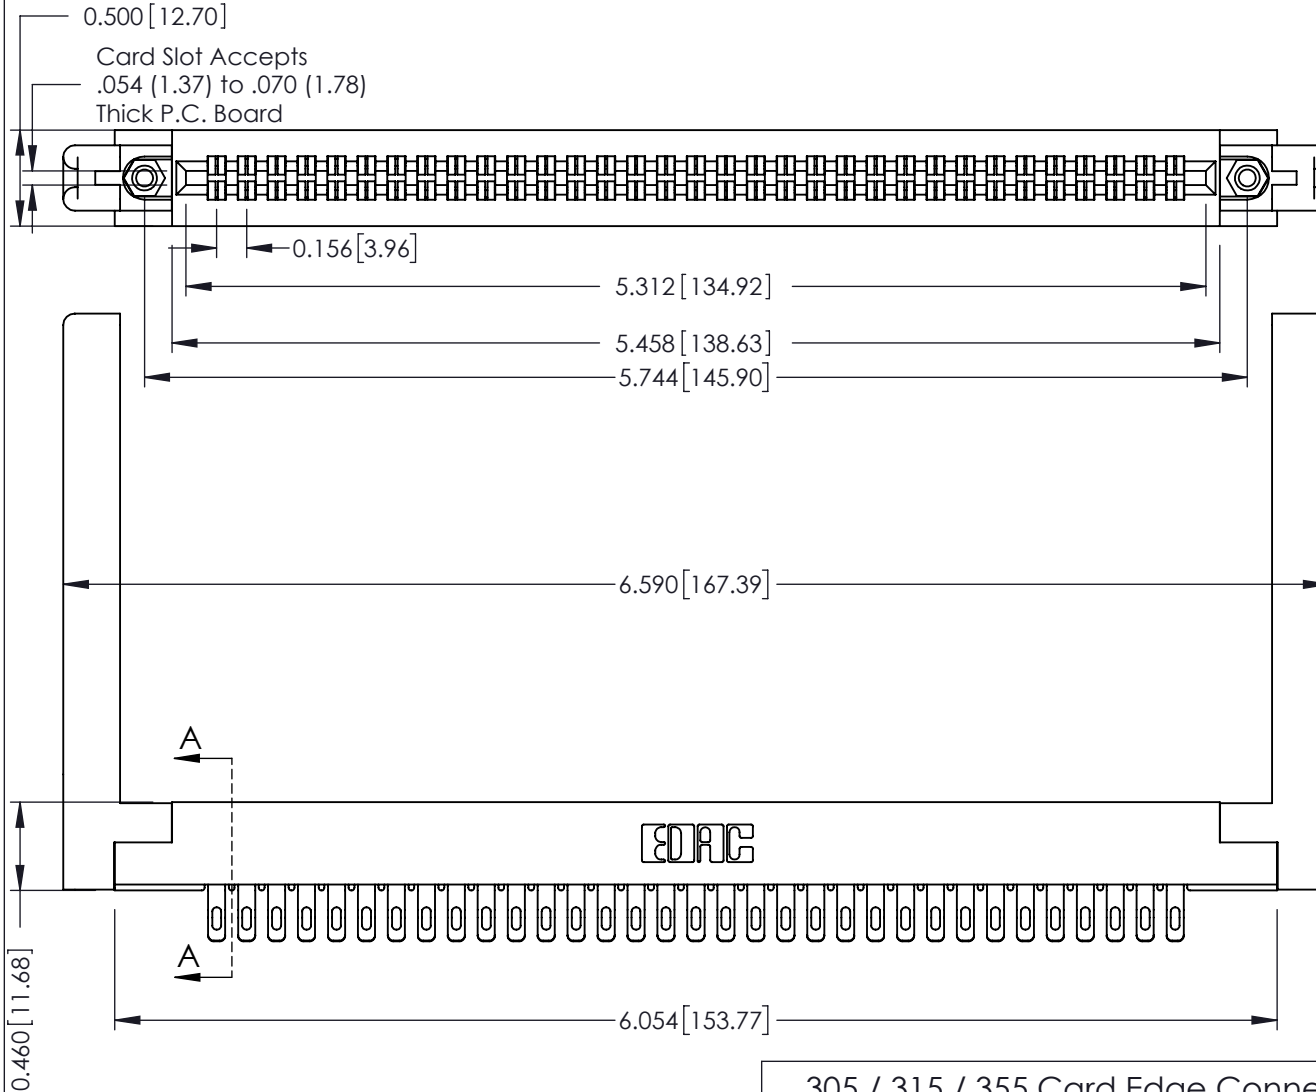 0.500 [12.70]
Card Slot Accepts
.054 (1.37) to .070 (1.78)
Thick P.C. Board
0.156 [3.96]
5.312 [134.92]
5.458 [138.63]
5.744 [145.90]
6.590 [167.39]
A
EDAC
A
0.460 [11.68]
6.054 [153.77]
305 / 315 / 355 Card Edge Conne